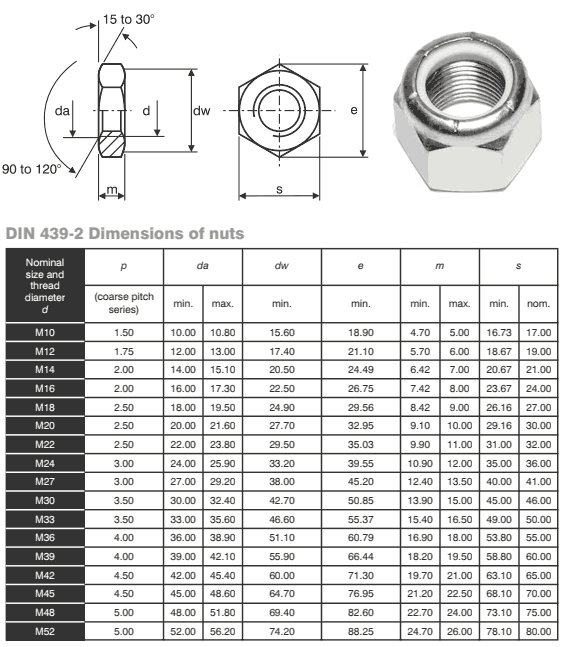 15 to 30°
da
d
dw
e
90 to 120°
m
s
DIN 439-2 Dimensions of nuts
Nominal size and thread diameter d p da dw e m s
(coarse pitch series) min. max. min. min. min. max. min. nom.
M10 1.50 10.00 10.80 15.60 18.90 4.70 5.00 16.73 17.00
M12 1.75 12.00 13.00 17.40 21.10 5.70 6.00 18.67 19.00
M14 2.00 14.00 15.10 20.50 24.49 6.42 7.00 20.67 21.00
M16 2.00 16.00 17.30 22.50 26.75 7.42 8.00 23.67 24.00
M18 2.50 18.00 19.50 24.90 29.56 8.42 9.00 26.16 27.00
M20 2.50 20.00 21.60 27.70 32.95 9.10 10.00 29.16 30.00
M22 2.50 22.00 23.80 29.50 35.03 9.90 11.00 31.00 32.00
M24 3.00 24.00 25.90 33.20 39.55 10.90 12.00 35.00 36.00
M27 3.00 27.00 29.20 38.00 45.20 12.40 13.50 40.00 41.00
M30 3.50 30.00 32.40 42.70 50.85 13.90 15.00 45.00 46.00
M33 3.50 33.00 35.60 46.60 55.37 15.40 16.50 49.00 50.00
M36 4.00 36.00 38.90 51.10 60.79 16.90 18.00 53.80 55.00
M39 4.00 39.00 42.10 55.90 66.44 18.20 19.50 58.80 60.00
M42 4.50 42.00 45.40 60.00 71.30 19.70 21.00 63.10 65.00
M45 4.50 45.00 48.60 64.70 76.95 21.20 22.50 68.10 70.00
M48 5.00 48.00 51.80 69.40 82.60 22.70 24.00 73.10 75.00
M52 5.00 52.00 56.20 74.20 88.25 24.70 26.00 78.10 80.00